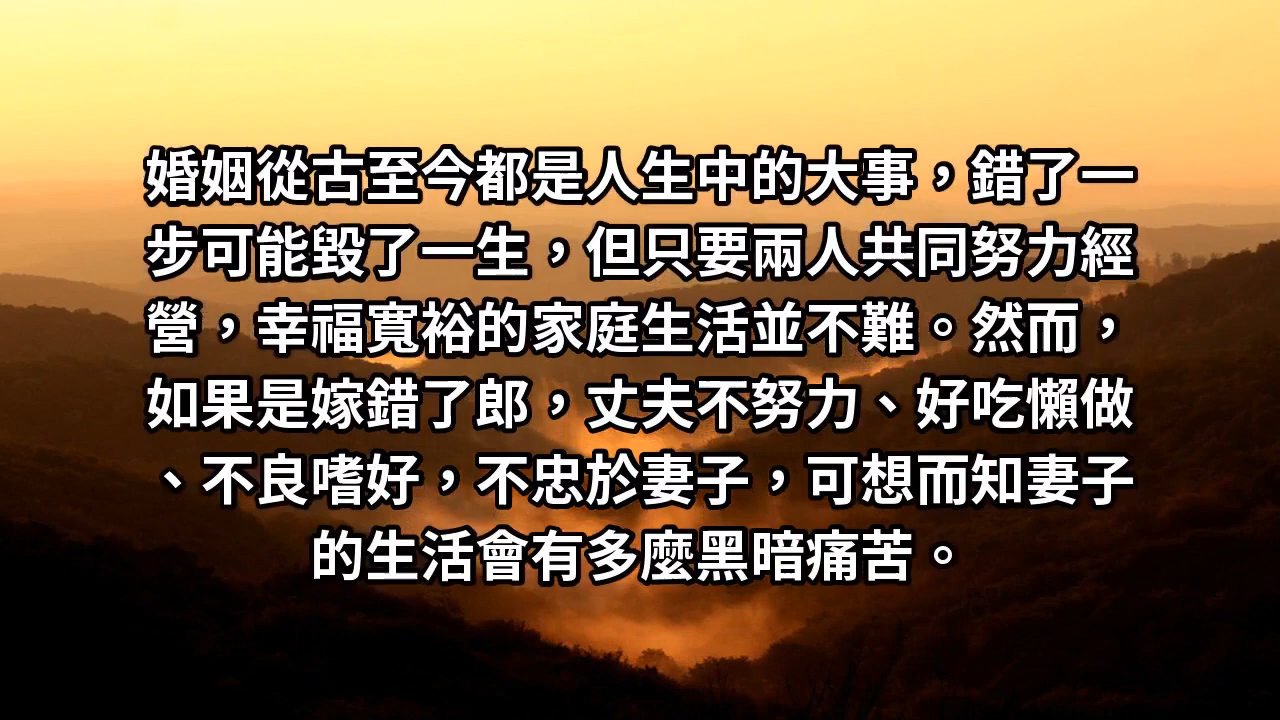 婚姻從古至今都是人生中的大事，錯了一
步可能毀了一生，但只要兩人共同努力經
營，幸福寬裕的家庭生活並不難。然而，
如果是嫁錯了郎，丈夫不努力、好吃懶做
、不良嗜好，不忠於妻子，可想而知妻子
的生活會有多麼黑暗痛苦。